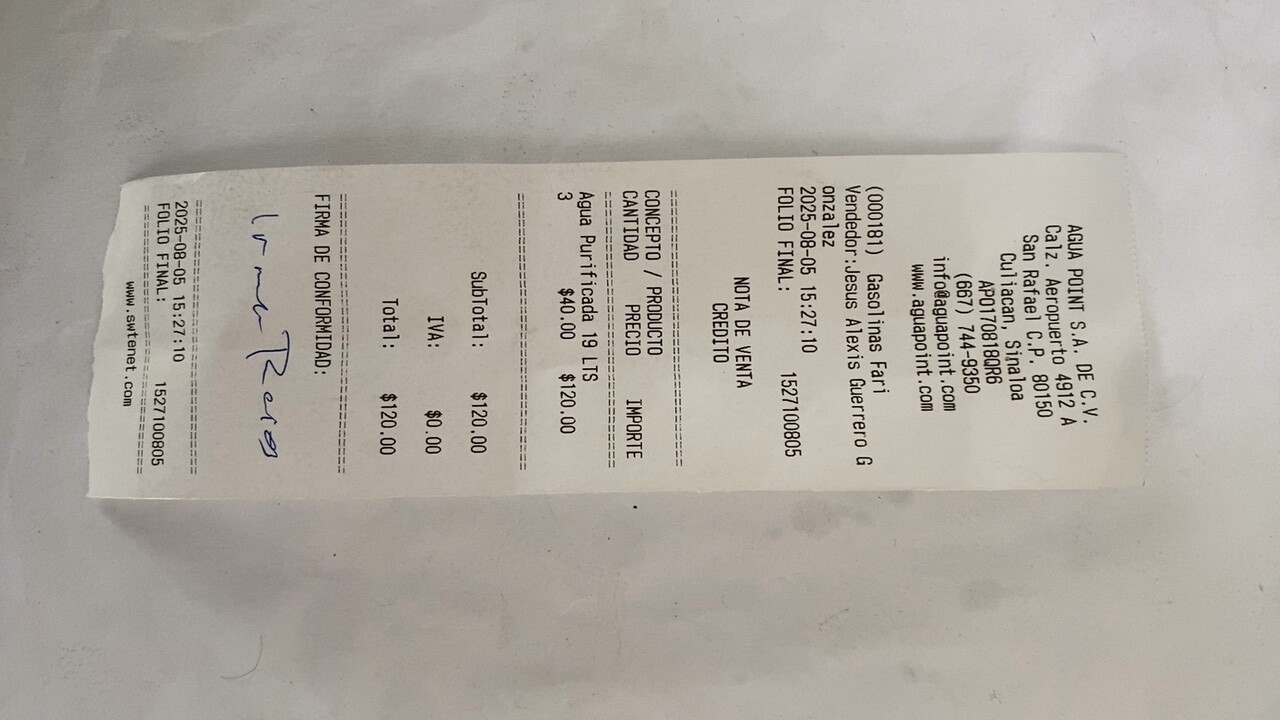 AGUA POINT S.A. DE C.V.
Calz. Aeropuerto 4912 A
San Rafael C.P. 80150
Culiacan, Sinaloa
APO170818QR6
(667) 744-9350
info@aguapoint.com
www.aguapoint.com
(000181) Gasolinas Fari
Vendedor:Jesus Alexis Guerrero G
onzalez
2025-08-05 15:27:10
FOLIO FINAL: 1527100805
NOTA DE VENTA
CREDITO
CONCEPTO / PRODUCTO
CANTIDAD PRECIO IMPORTE
Agua Purificada 19 LTS
3 $40.00 $120.00
SubTotal: $120.00
IVA: $0.00
Total: $120.00
FIRMA DE CONFORMIDAD:
2025-08-05 15:27:10
FOLIO FINAL: 1527100805
www.swtenet.com